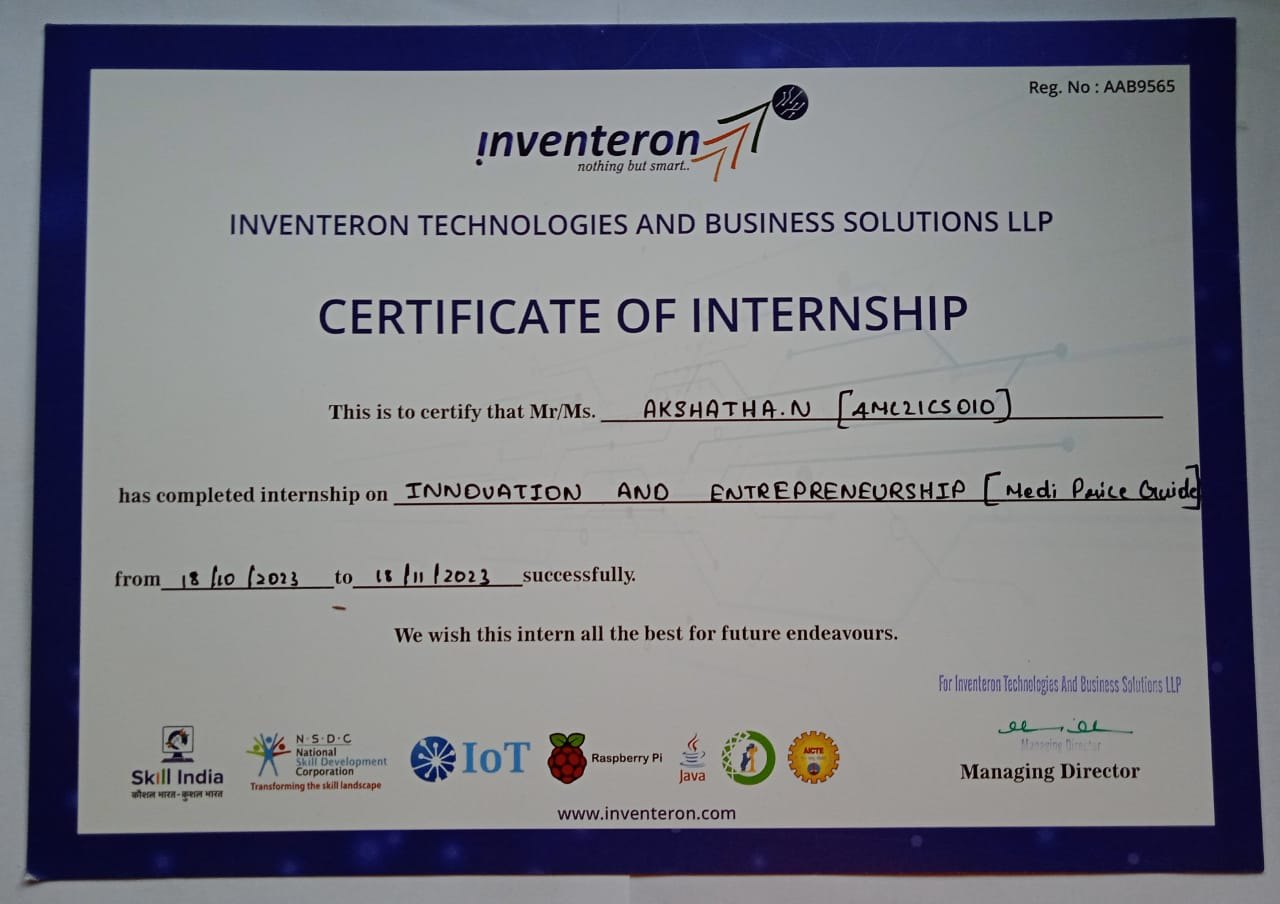 Reg. No : AAB9565
inventeron
nothing but smart..
INVENTERON TECHNOLOGIES AND BUSINESS SOLUTIONS LLP
CERTIFICATE OF INTERNSHIP
This is to certify that Mr/Ms. AKSHATHA.N [AMC21CS010]
has completed internship on INNOVATION AND ENTREPRENEURSHIP [Medi Price Guide]
from 18/10/2023 to 18/11/2023 successfully.
We wish this intern all the best for future endeavours.
For Inventeron Technologies And Business Solutions LLP
Managing Director
Managing Director
Skill India
कौशल भारत-कुशल भारत
N·S·D·C
National
Skill Development
Corporation
Transforming the skill landscape
IoT
Raspberry Pi
Java
AICTE
www.inventeron.com